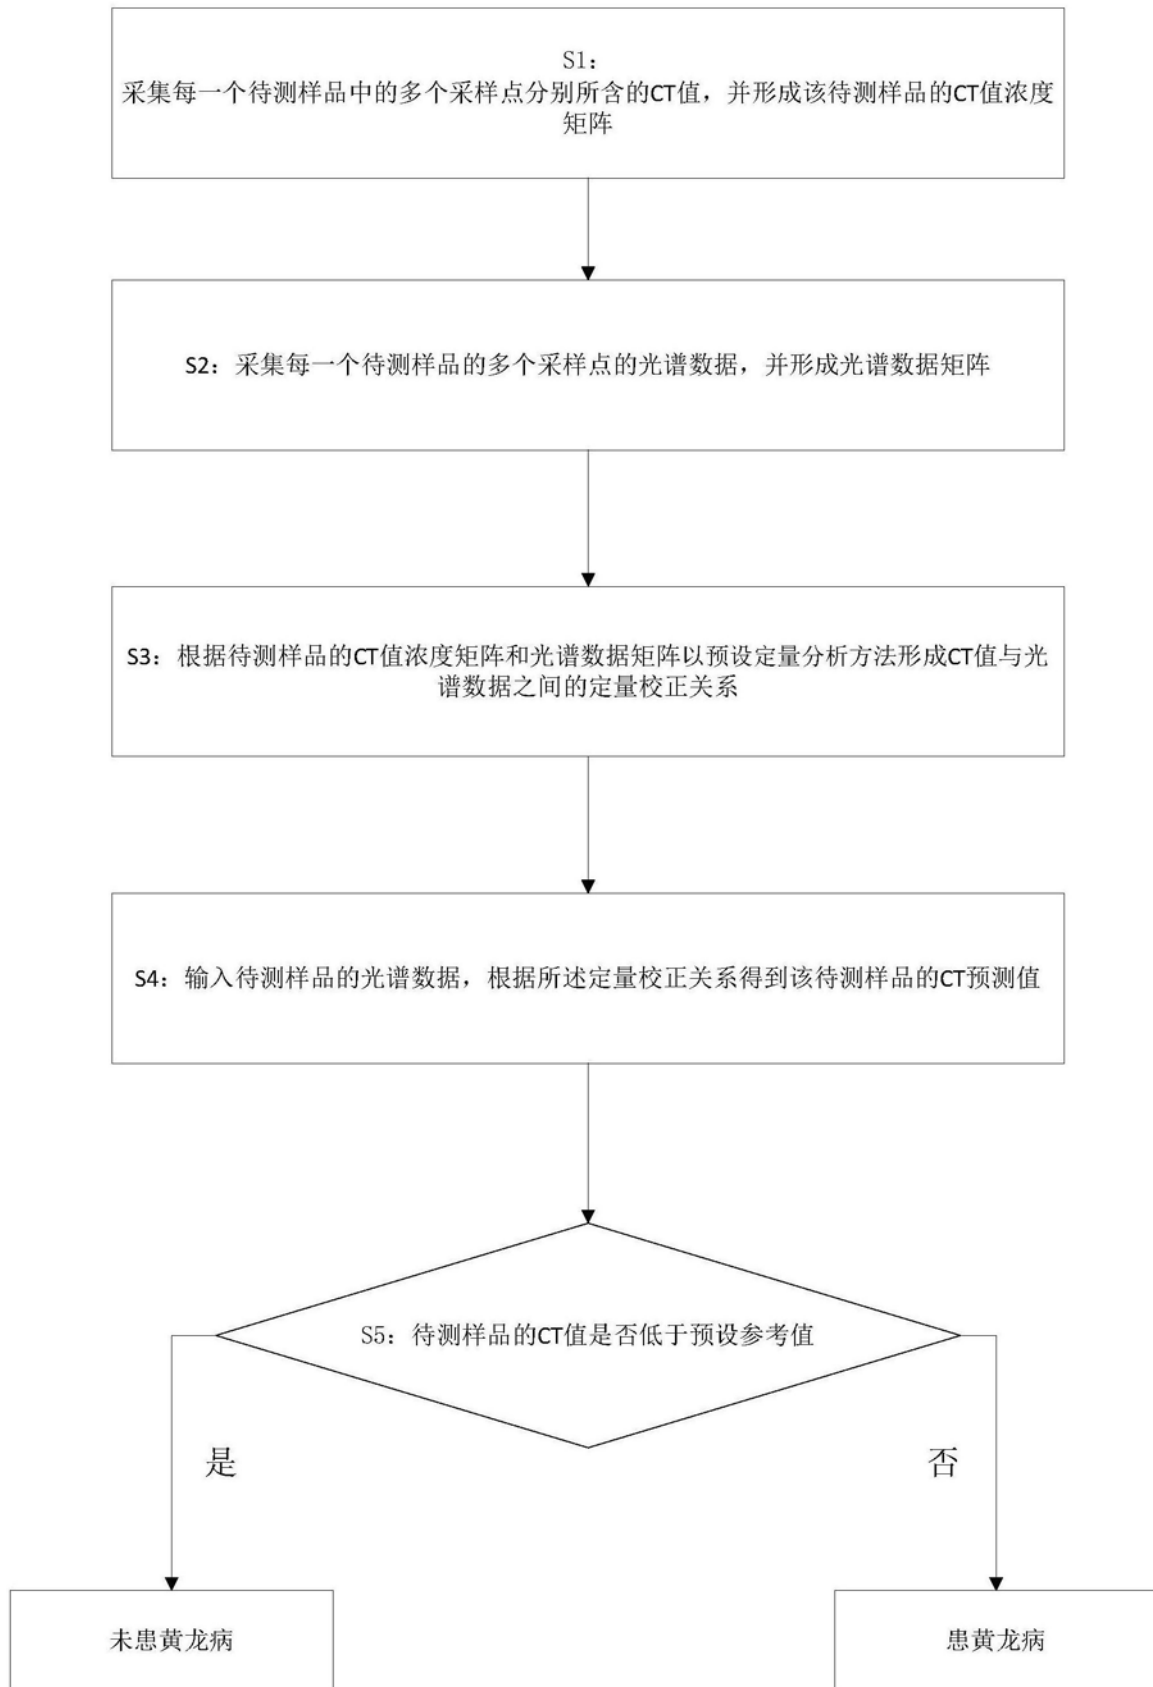 S1：
采集每一个待测样品中的多个采样点分别所含的CT值，并形成该待测样品的CT值浓度
矩阵
S2：采集每一个待测样品的多个采样点的光谱数据，并形成光谱数据矩阵
S3：根据待测样品的CT值浓度矩阵和光谱数据矩阵以预设定量分析方法形成CT值与光
谱数据之间的定量校正关系
S4：输入待测样品的光谱数据，根据所述定量校正关系得到该待测样品的CT预测值
S5：待测样品的CT值是否低于预设参考值
是
否
未患黄龙病
患黄龙病